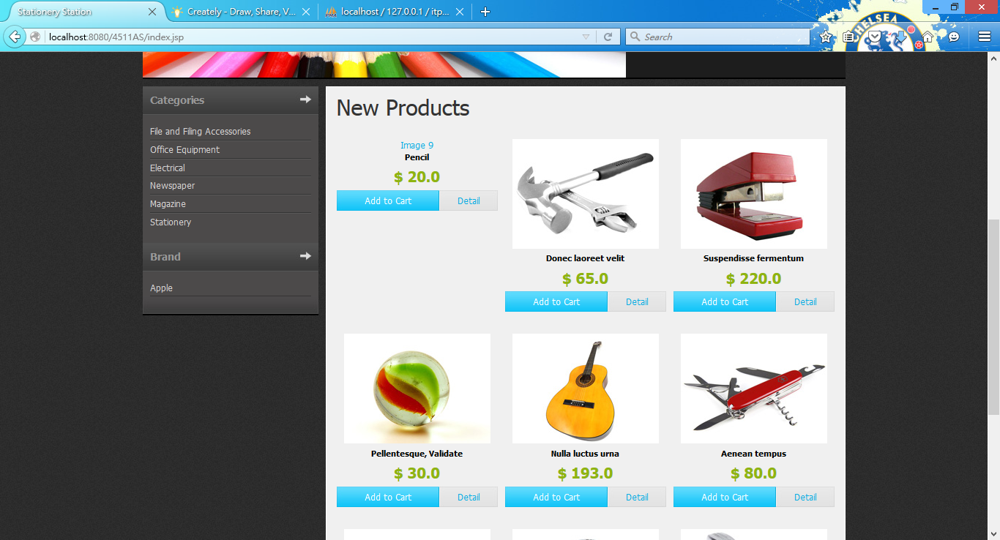 Stationery Station
Creately - Draw, Share, V...
localhost / 127.0.0.1 / itp...
localhost:8080/4511AS/index.jsp
Search
CHELSEA
Categories
File and Filing Accessories
Office Equipment
Electrical
Newspaper
Magazine
Stationery
Brand
Apple
New Products
Image 9
Pencil
$ 20.0
Add to Cart
Detail
Donec laoreet velit
$ 65.0
Add to Cart
Detail
Suspendisse fermentum
$ 220.0
Add to Cart
Detail
Pellentesque, Validate
$ 30.0
Add to Cart
Detail
Nulla luctus urna
$ 193.0
Add to Cart
Detail
Aenean tempus
$ 80.0
Add to Cart
Detail